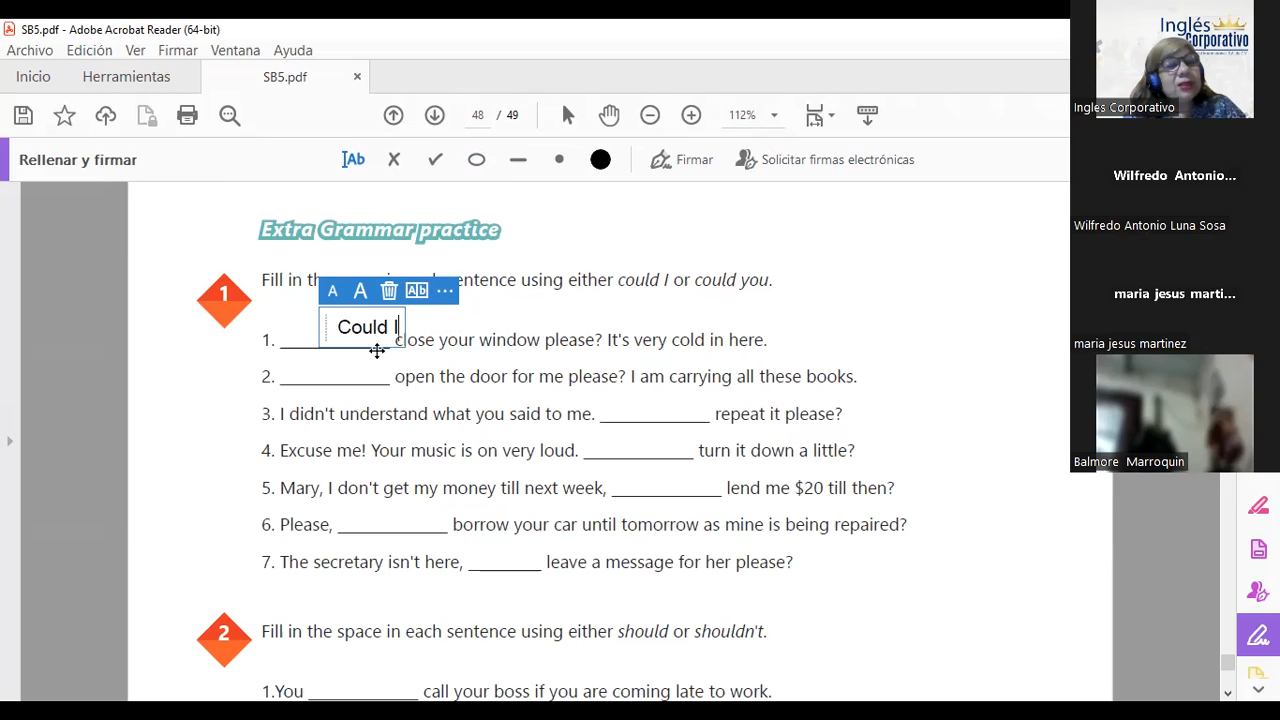 SB5.pdf - Adobe Acrobat Reader (64-bit)
Archivo Edición Ver Firmar Ventana Ayuda
Inicio Herramientas SB5.pdf ×
48 / 49 112%
Rellenar y firmar Ab Firmar Solicitar firmas electrónicas
Extra Grammar practice
1
Fill in th sentence using either could I or could you.
A A Ab ...
Could I
1. ____________ close your window please? It's very cold in here.
2. ____________ open the door for me please? I am carrying all these books.
3. I didn't understand what you said to me. ____________ repeat it please?
4. Excuse me! Your music is on very loud. ____________ turn it down a little?
5. Mary, I don't get my money till next week, ____________ lend me $20 till then?
6. Please, ____________ borrow your car until tomorrow as mine is being repaired?
7. The secretary isn't here, ________ leave a message for her please?
2
Fill in the space in each sentence using either should or shouldn't.
1.You ____________ call your boss if you are coming late to work.
Inglés
Corporativo
Ingles Corporativo
Wilfredo Antonio...
Wilfredo Antonio Luna Sosa
maria jesus marti...
maria jesus martinez
Balmore Marroquin